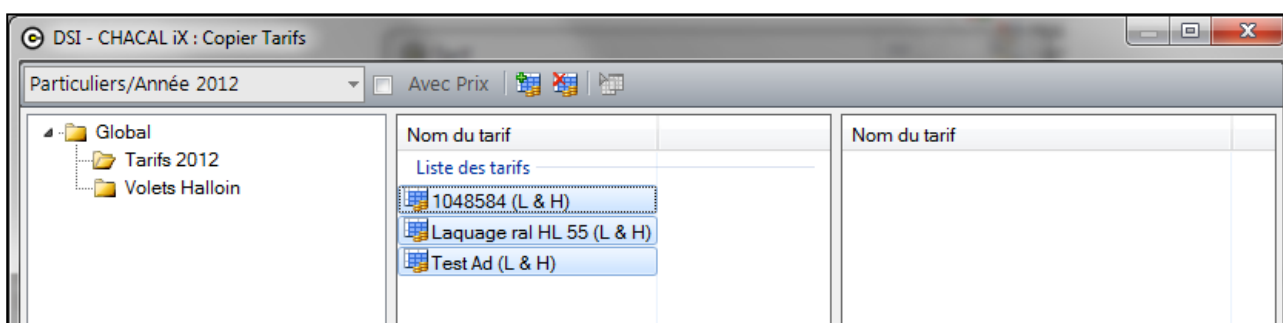 DSI - CHACAL iX : Copier Tarifs
Particuliers/Année 2012 Avec Prix
Global
Tarifs 2012
Volets Halloin
Nom du tarif
Liste des tarifs
1048584 (L & H)
Laquage ral HL 55 (L & H)
Test Ad (L & H)
Nom du tarif